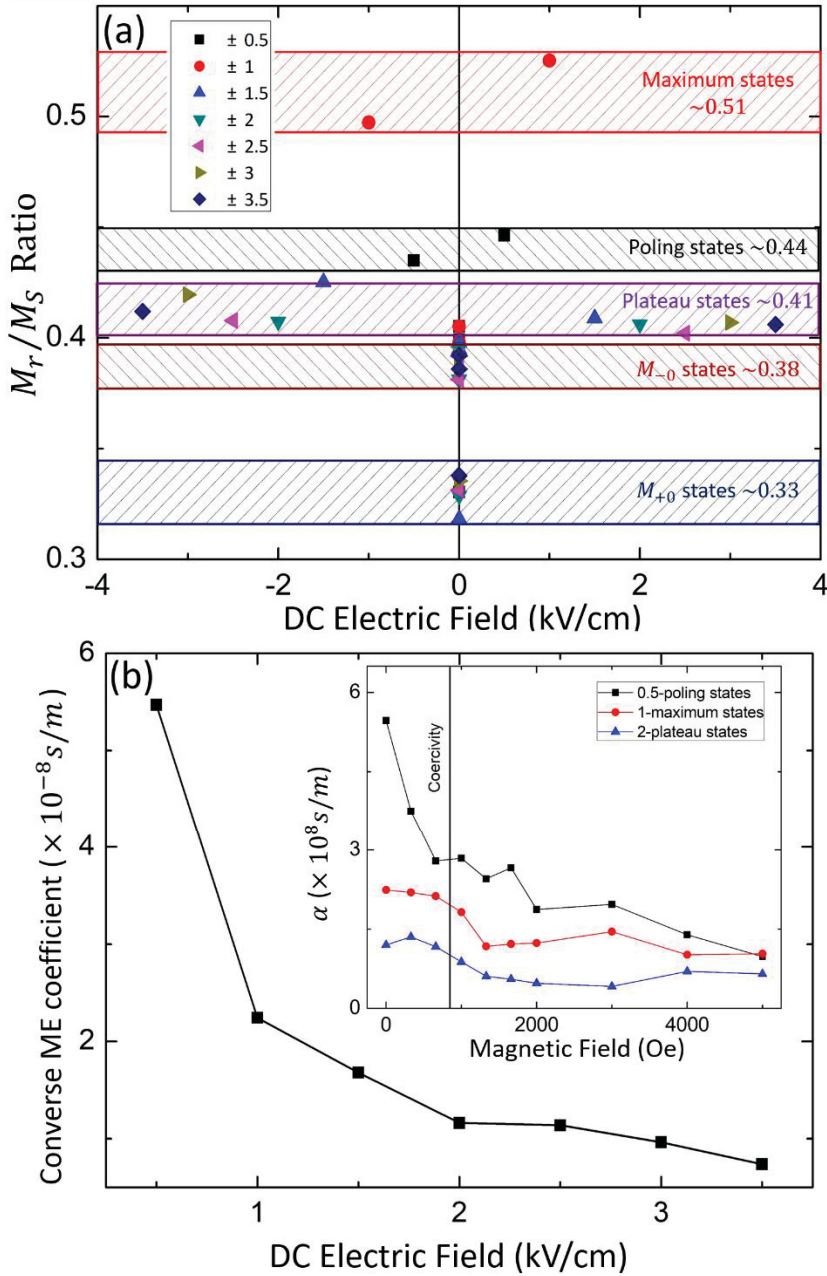 (a)
± 0.5
± 1
± 1.5
± 2
± 2.5
± 3
± 3.5
Maximum states
~0.51
Poling states ~0.44
Plateau states ~0.41
M₋₀ states ~0.38
M₊₀ states ~0.33
0.5
0.4
0.3
M_r/M_S Ratio
-4
-2
0
2
4
DC Electric Field (kV/cm)
(b)
6
4
2
Converse ME coefficient (× 10⁻⁸ s/m)
1
2
3
DC Electric Field (kV/cm)
6
3
0
α (× 10⁸ s/m)
Coercivity
0.5-poling states
1-maximum states
2-plateau states
0
2000
4000
Magnetic Field (Oe)